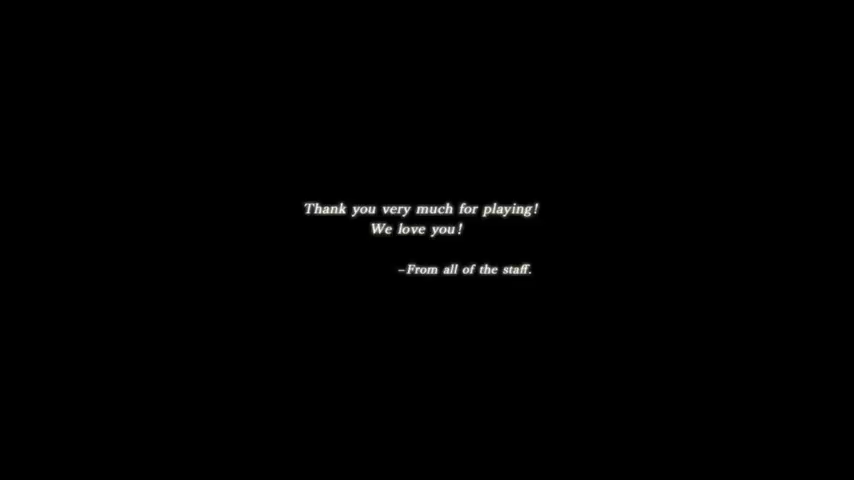 Thank you very much for playing!
We love you!
–From all of the staff.